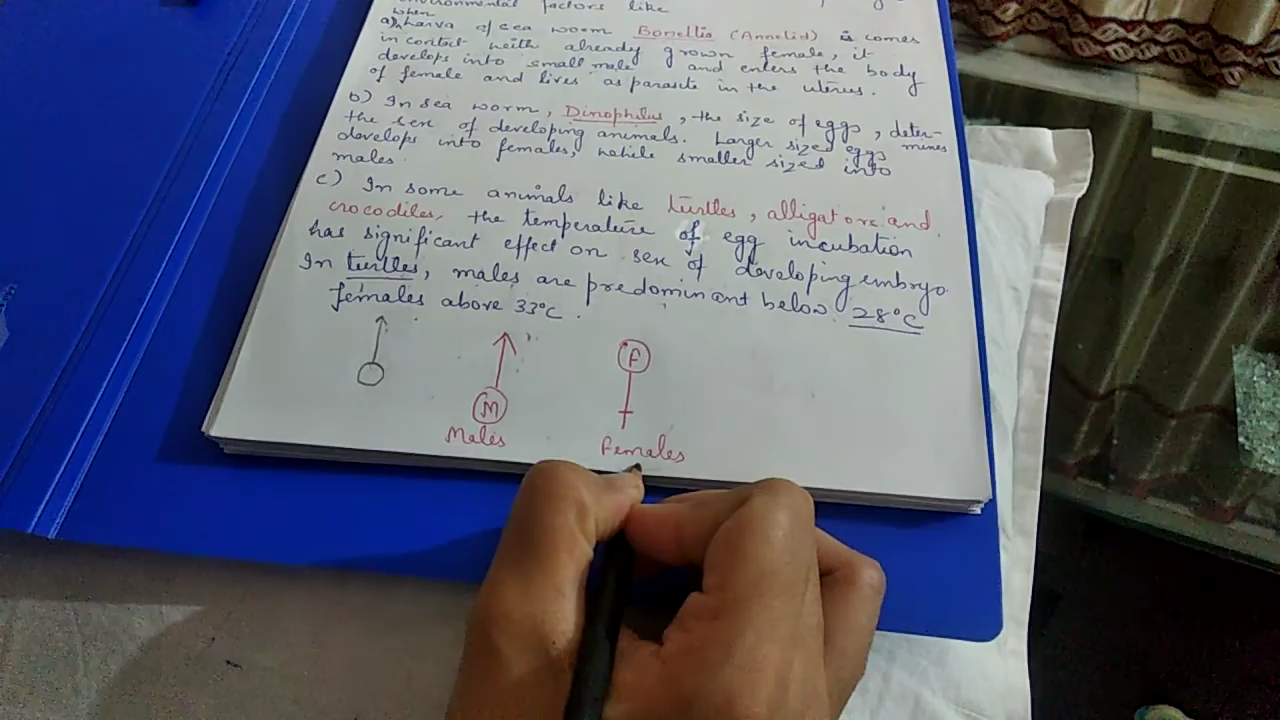 environmental factors like
when
a) Larva of sea worm Bonellia (Annelid) is comes
in contact with already grown female, it
develops into small male and enters the body
of female and lives as parasite in the uterus.
b) In sea worm, Dinophilus, the size of eggs, deter-
mines
the sex of developing animals. Larger sized eggs
develops into females, while smaller sized into
males.
c) In some animals like turtles, alligators and
crocodiles, the temperature of egg incubation
has significant effect on sex of developing embryo
In turtles, males are predominant below 28°C
females above 33°C.
M
F
Males
Females